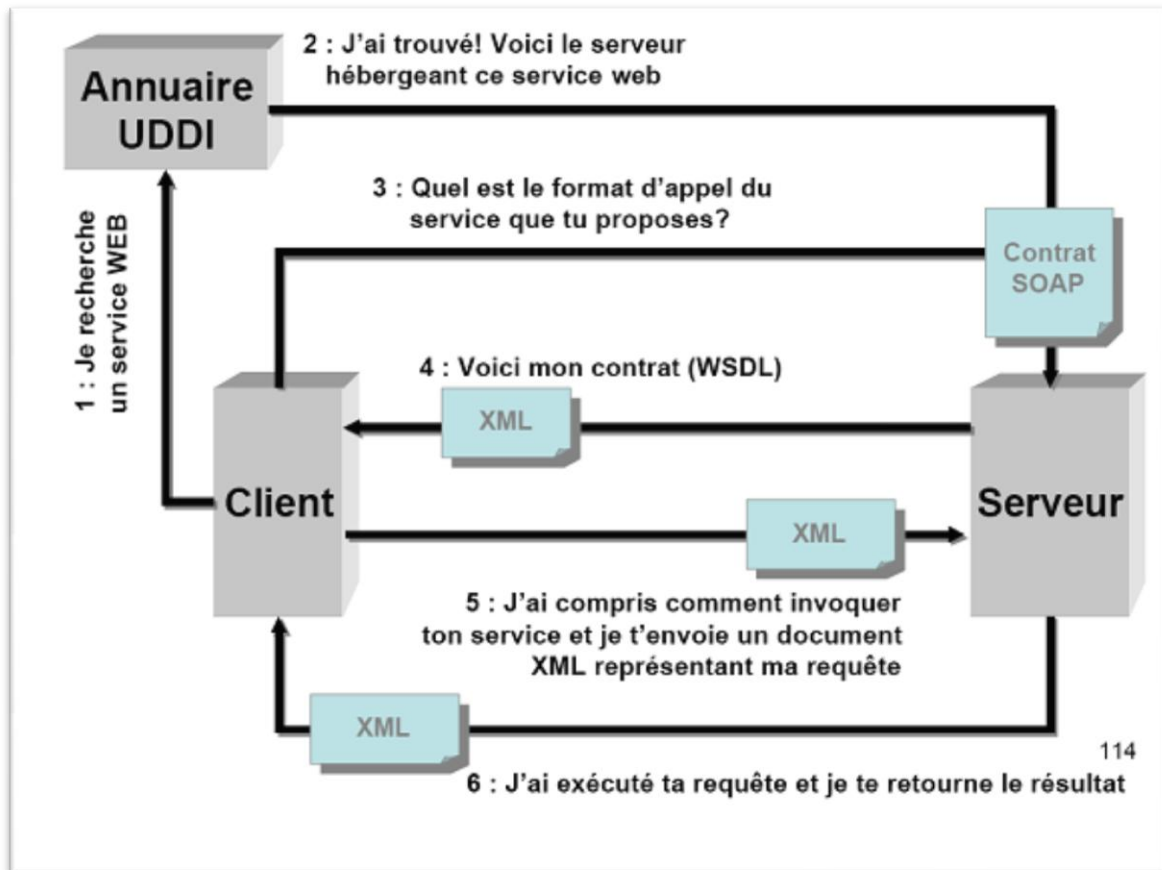 2 : J'ai trouvé! Voici le serveur
hébergeant ce service web
Annuaire
UDDI
3 : Quel est le format d'appel du
service que tu proposes?
1 : Je recherche
un service WEB
Contrat
SOAP
4 : Voici mon contrat (WSDL)
XML
Client
Serveur
XML
5 : J'ai compris comment invoquer
ton service et je t'envoie un document
XML représentant ma requête
XML
114
6 : J'ai exécuté ta requête et je te retourne le résultat